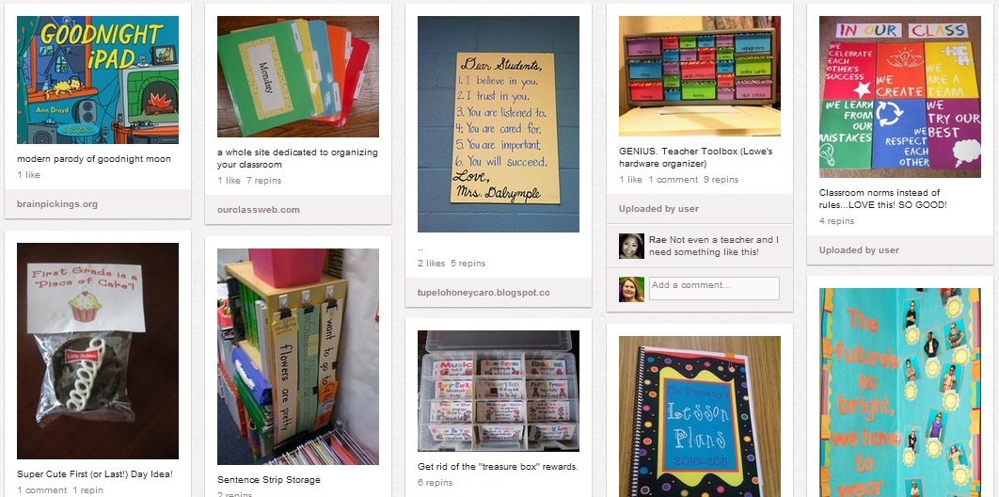 GOODNIGHT
iPAD
Ann Droyd
modern parody of goodnight moon
1 like
brainpickings.org
First Grade is a
"Piece of Cake"!
Little Debbie
Super Cute First (or Last!) Day Idea!
1 comment 1 repin
Monday
a whole site dedicated to organizing
your classroom
1 like 7 repins
ourclassweb.com
I want to go to
flowers are pretty.
Sentence Strip Storage
2 repins
Dear Students,
1. I believe in you.
2. I trust in you.
3. You are listened to.
4. You are cared for.
5. You are important.
6. You will succeed.
Love,
Mrs. Dalrymple
..
2 likes 5 repins
tupelohoneycaro.blogspot.co
Music
Get rid of the "treasure box" rewards.
6 repins
GENIUS. Teacher Toolbox (Lowe's
hardware organizer)
1 like 1 comment 9 repins
Uploaded by user
Rae Not even a teacher and I
need something like this!
Add a comment...
Lesson
Plans
2010-2011
IN OUR CLASS
WE
CELEBRATE
EACH
OTHER'S
SUCCESS
WE
CREATE
WE
ARE A
TEAM
WE LEARN
FROM
OUR
MISTAKES
WE
RESPECT
EACH
OTHER
WE
TRY OUR
BEST
Classroom norms instead of
rules...LOVE this! SO GOOD!
4 repins
Uploaded by user
The
future's
so
bright,
we have
to
wear